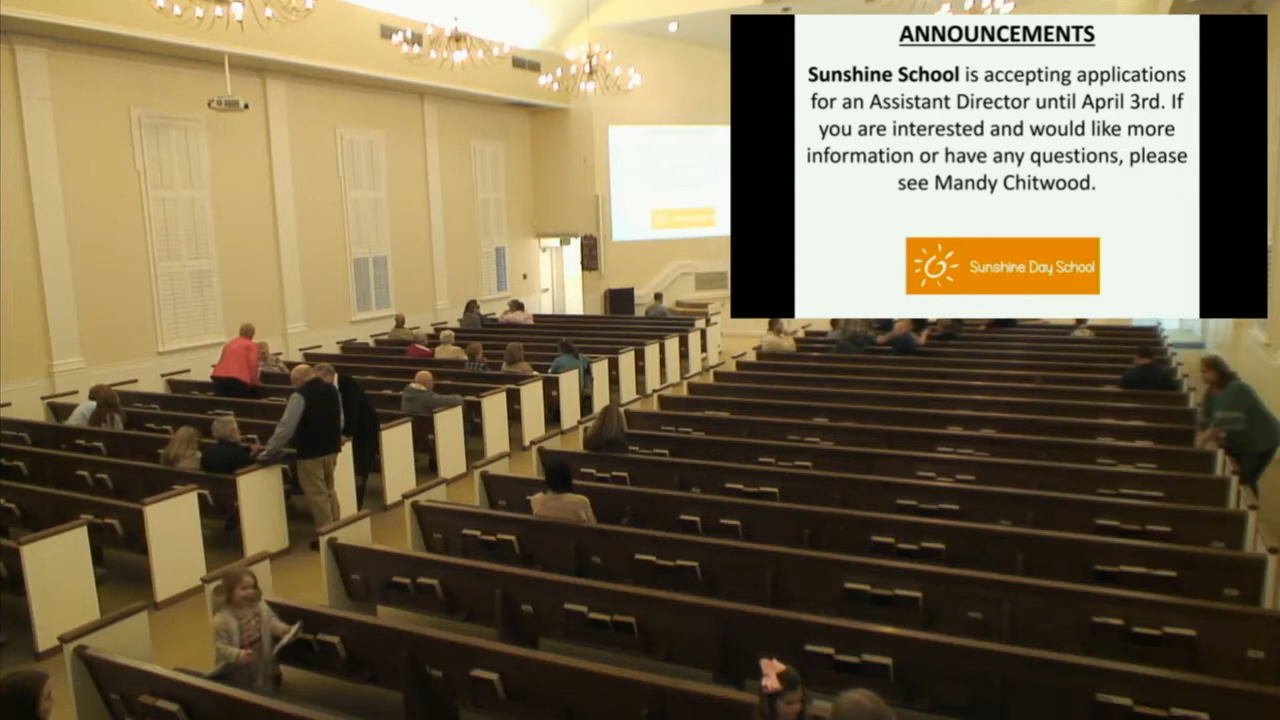 ANNOUNCEMENTS
Sunshine School is accepting applications
for an Assistant Director until April 3rd. If
you are interested and would like more
information or have any questions, please
see Mandy Chitwood.
Sunshine Day School